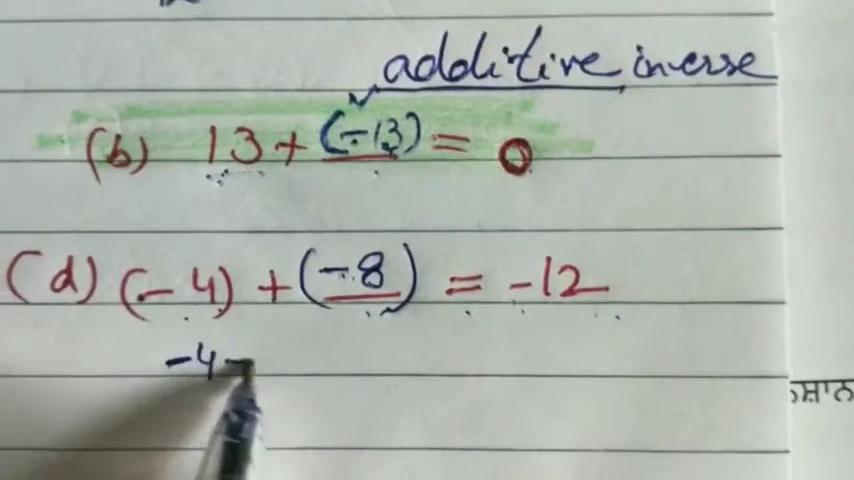 additive inverse
(b) 13 + (-13) = 0
(d) (-4) + (-8) = -12
-4 -